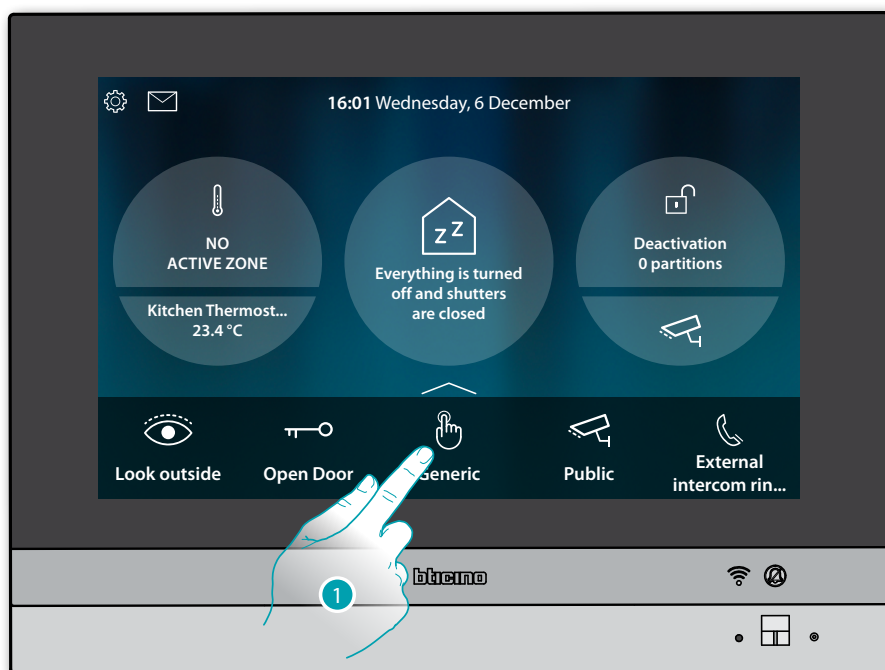 16:01 Wednesday, 6 December
NO
ACTIVE ZONE
Kitchen Thermost...
23.4 °C
zz
Everything is turned
off and shutters
are closed
Deactivation
0 partitions
Look outside
Open Door
Generic
Public
External
intercom rin...
1
bticino